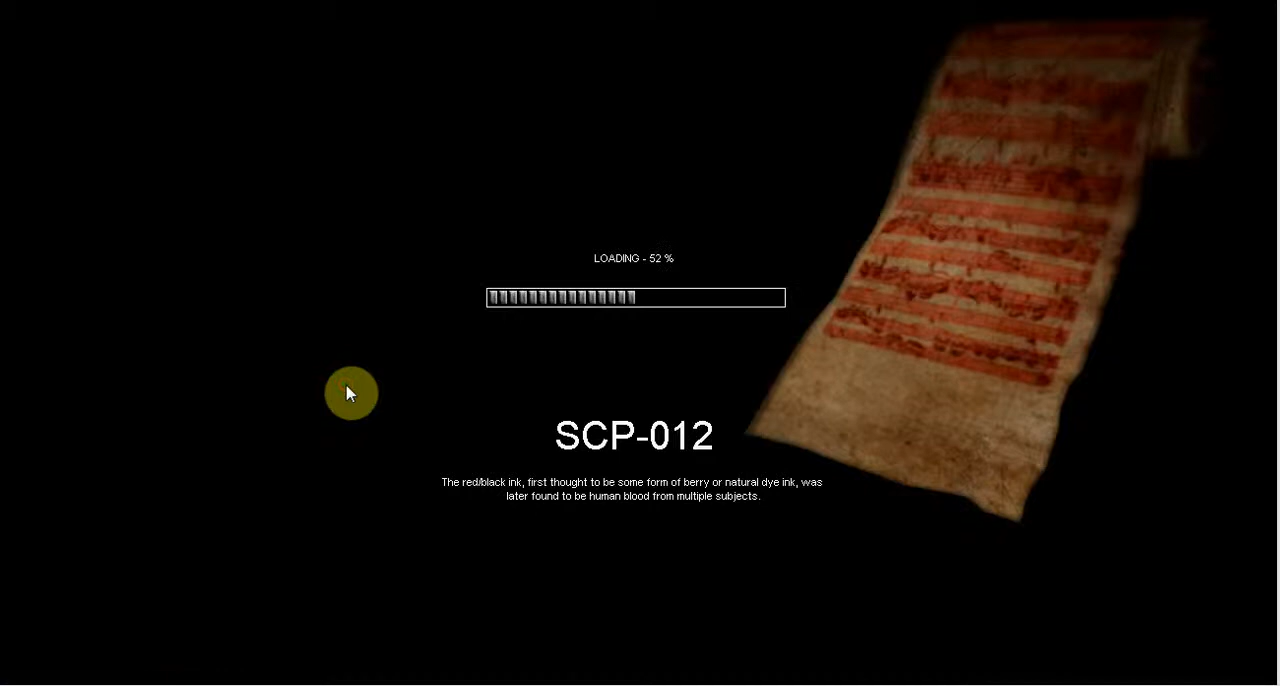 LOADING - 52 %
SCP-012
The red/black ink, first thought to be some form of berry or natural dye ink, was
later found to be human blood from multiple subjects.